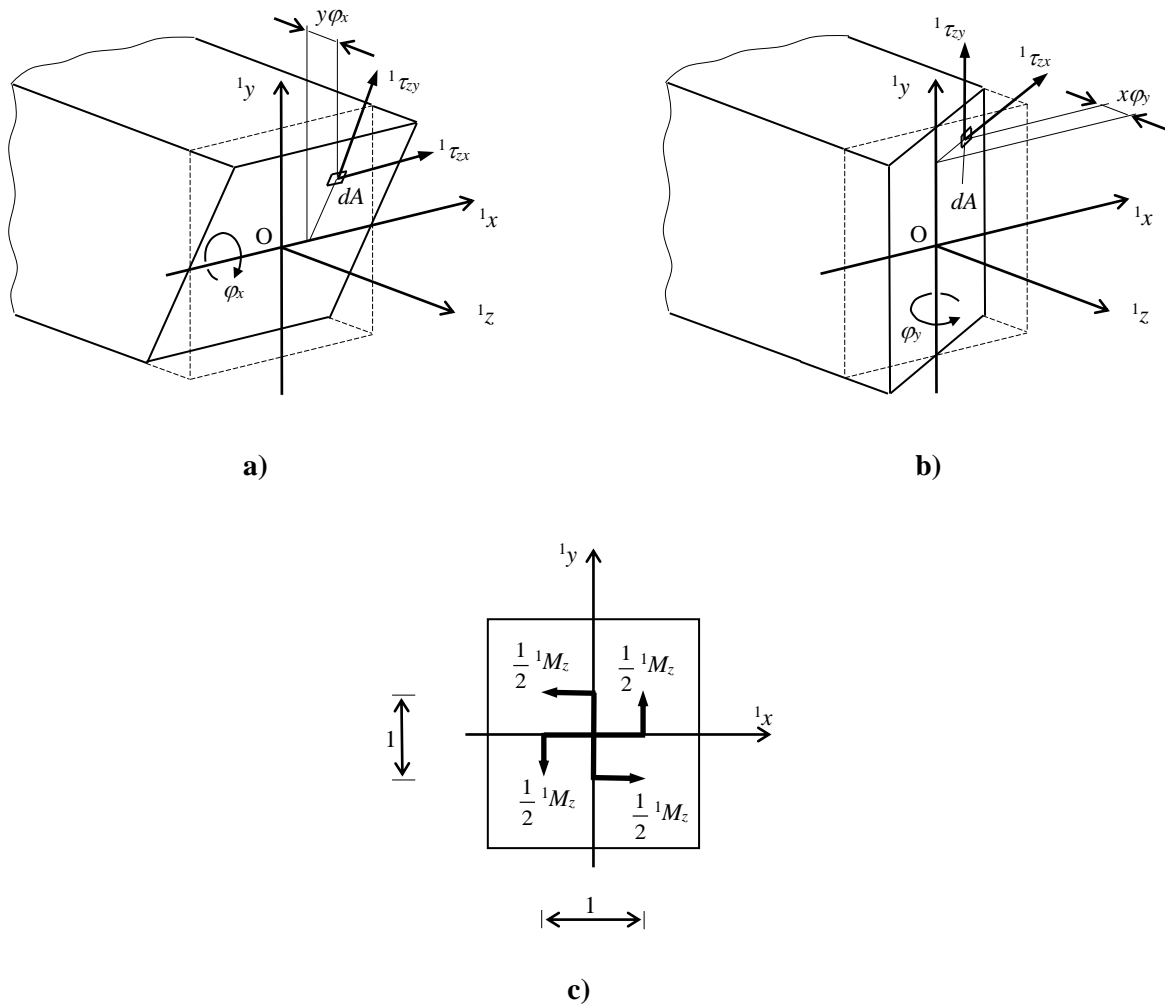 yφx
¹τzy
¹y
¹τzx
dA
¹x
O
φx
¹z
a)
¹τzy
¹τzx
¹y
xφy
dA
¹x
O
¹z
φy
b)
¹y
1/2 ¹Mz 1/2 ¹Mz
¹x
1
1/2 ¹Mz 1/2 ¹Mz
1
c)